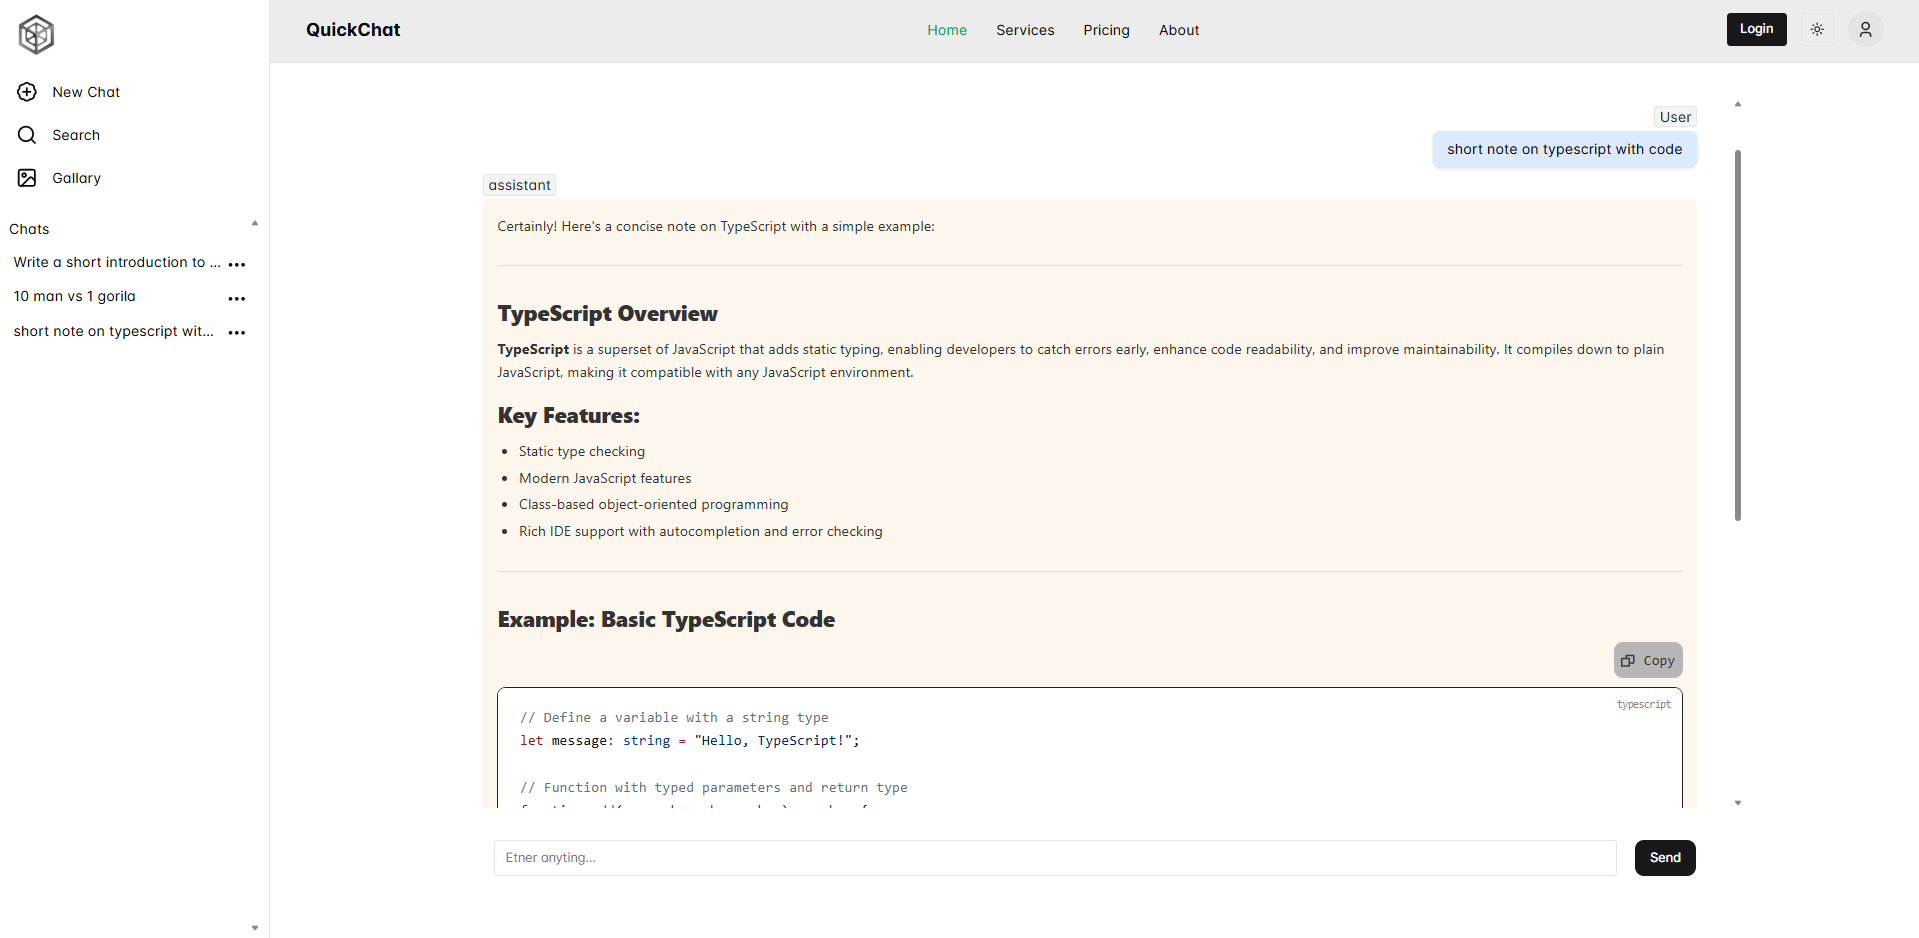 QuickChat
Home
Services
Pricing
About
Login
New Chat
Search
Gallary
Chats
Write a short introduction to ...
10 man vs 1 gorila
short note on typescript wit...
User
short note on typescript with code
assistant
Certainly! Here's a concise note on TypeScript with a simple example:
TypeScript Overview
TypeScript is a superset of JavaScript that adds static typing, enabling developers to catch errors early, enhance code readability, and improve maintainability. It compiles down to plain
JavaScript, making it compatible with any JavaScript environment.
Key Features:
Static type checking
Modern JavaScript features
Class-based object-oriented programming
Rich IDE support with autocompletion and error checking
Example: Basic TypeScript Code
Copy
typescript
// Define a variable with a string type
let message: string = "Hello, TypeScript!";
// Function with typed parameters and return type
Etner anyting...
Send